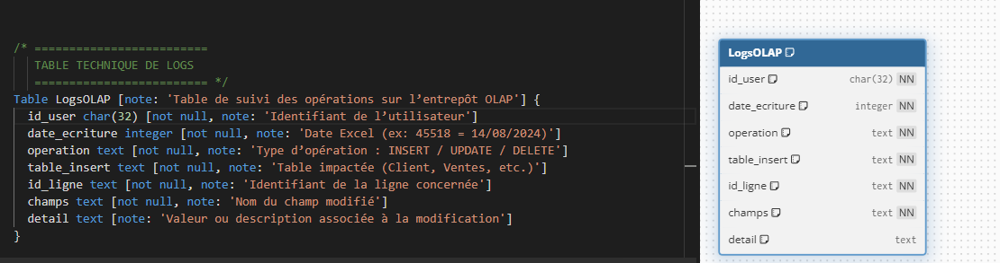 /* =========================
TABLE TECHNIQUE DE LOGS
========================= */
Table LogsOLAP [note: 'Table de suivi des opérations sur l’entrepôt OLAP'] {
id_user char(32) [not null, note: 'Identifiant de l’utilisateur']
date_ecriture integer [not null, note: 'Date Excel (ex: 45518 = 14/08/2024)']
operation text [not null, note: 'Type d’opération : INSERT / UPDATE / DELETE']
table_insert text [not null, note: 'Table impactée (Client, Ventes, etc.)']
id_ligne text [not null, note: 'Identifiant de la ligne concernée']
champs text [not null, note: 'Nom du champ modifié']
detail text [note: 'Valeur ou description associée à la modification']
}
LogsOLAP
id_user char(32) NN
date_ecriture integer NN
operation text NN
table_insert text NN
id_ligne text NN
champs text NN
detail text